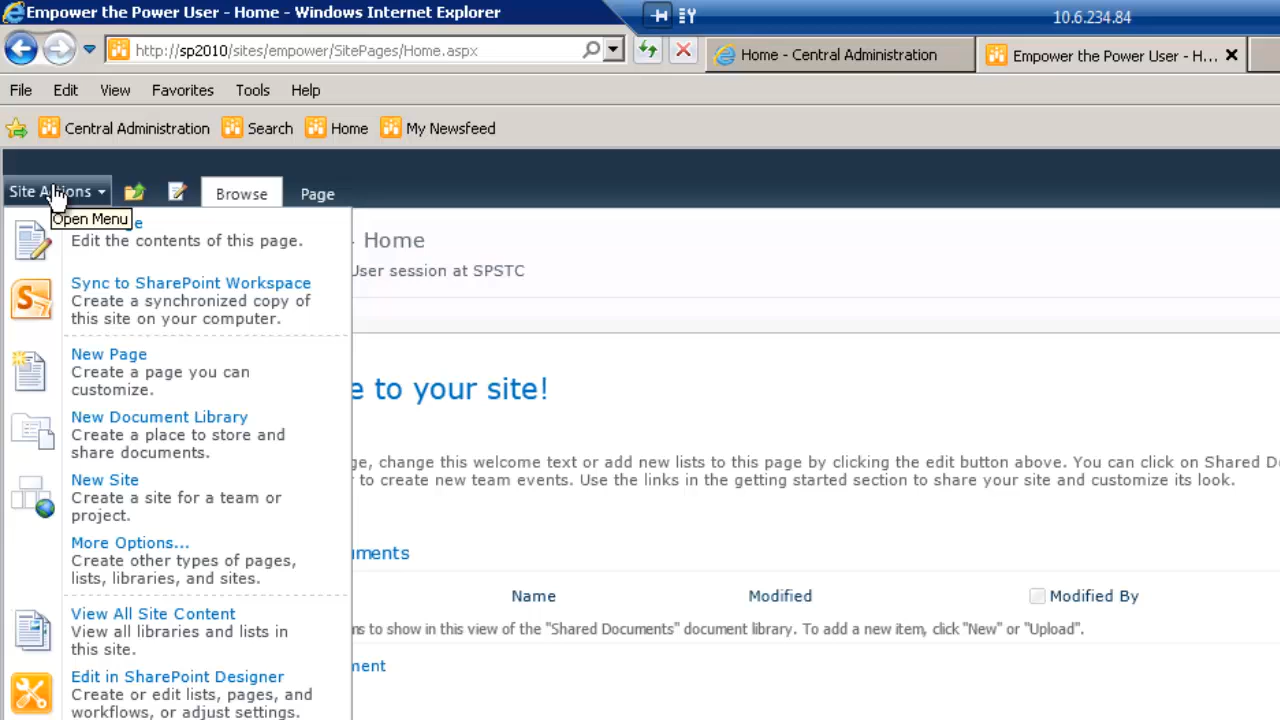 Empower the Power User - Home - Windows Internet Explorer
10.6.234.84
http://sp2010/sites/empower/SitePages/Home.aspx
Home - Central Administration
Empower the Power User - H...
File Edit View Favorites Tools Help
Central Administration Search Home My Newsfeed
Site Actions Browse Page
Open Menu
e
Edit the contents of this page.
Home
User session at SPSTC
Sync to SharePoint Workspace
Create a synchronized copy of
this site on your computer.
New Page
Create a page you can
customize.
e to your site!
New Document Library
Create a place to store and
share documents.
ge, change this welcome text or add new lists to this page by clicking the edit button above. You can click on Shared D
to create new team events. Use the links in the getting started section to share your site and customize its look.
New Site
Create a site for a team or
project.
More Options...
Create other types of pages,
lists, libraries, and sites.
uments
Name Modified Modified By
ms to show in this view of the "Shared Documents" document library. To add a new item, click "New" or "Upload".
View All Site Content
View all libraries and lists in
this site.
ment
Edit in SharePoint Designer
Create or edit lists, pages, and
workflows, or adjust settings.